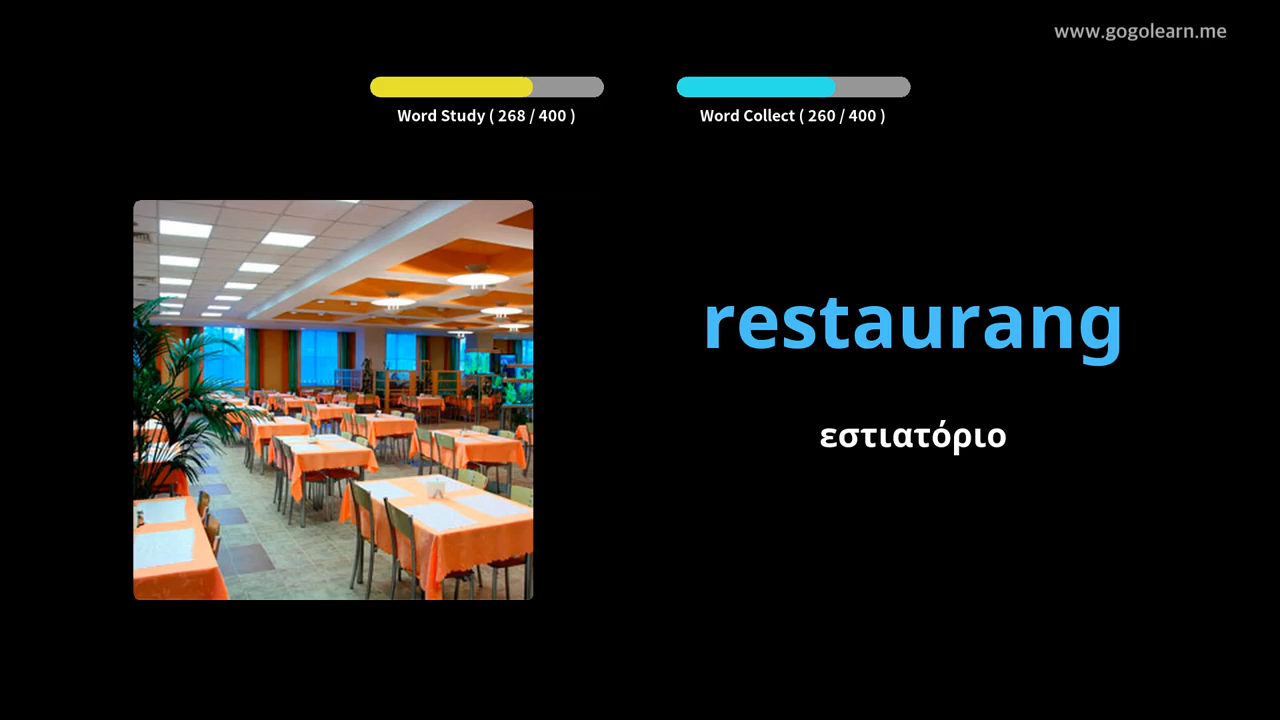 www.gogolearn.me
Word Study ( 268 / 400 )
Word Collect ( 260 / 400 )
restaurang
εστιατόριο